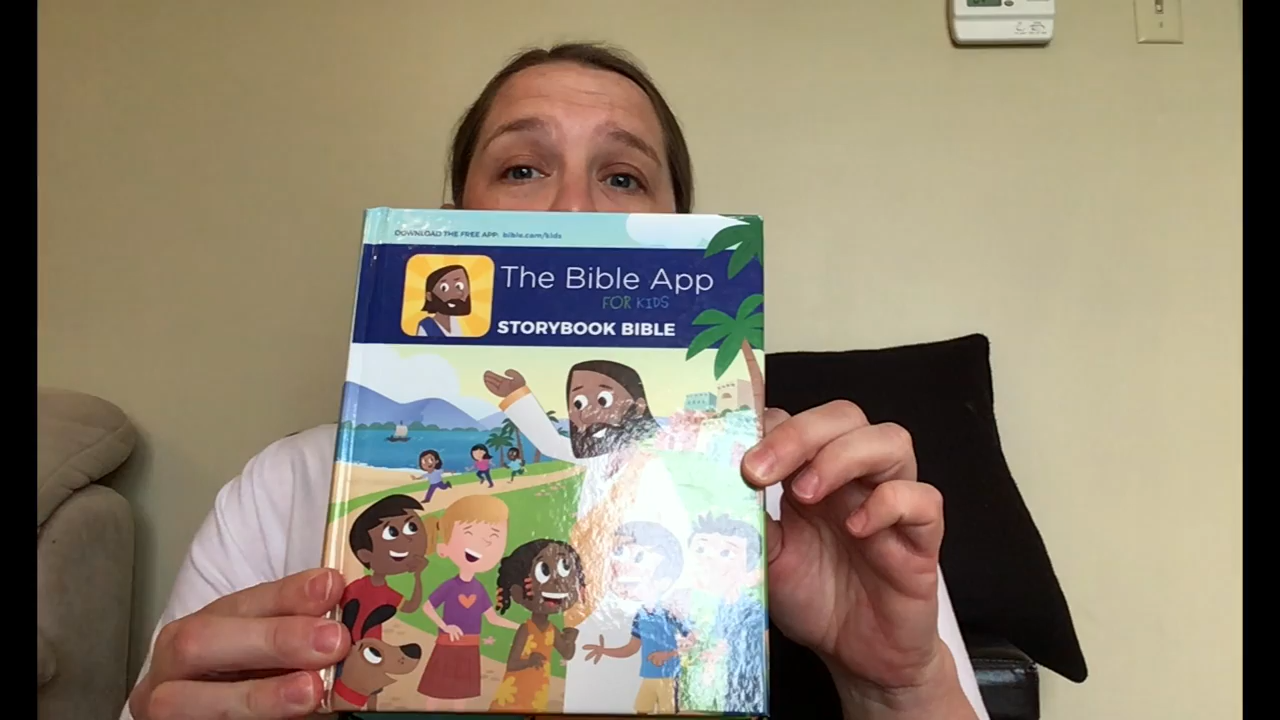 DOWNLOAD THE FREE APP: bible.com/kids
The Bible App
FOR KIDS
STORYBOOK BIBLE